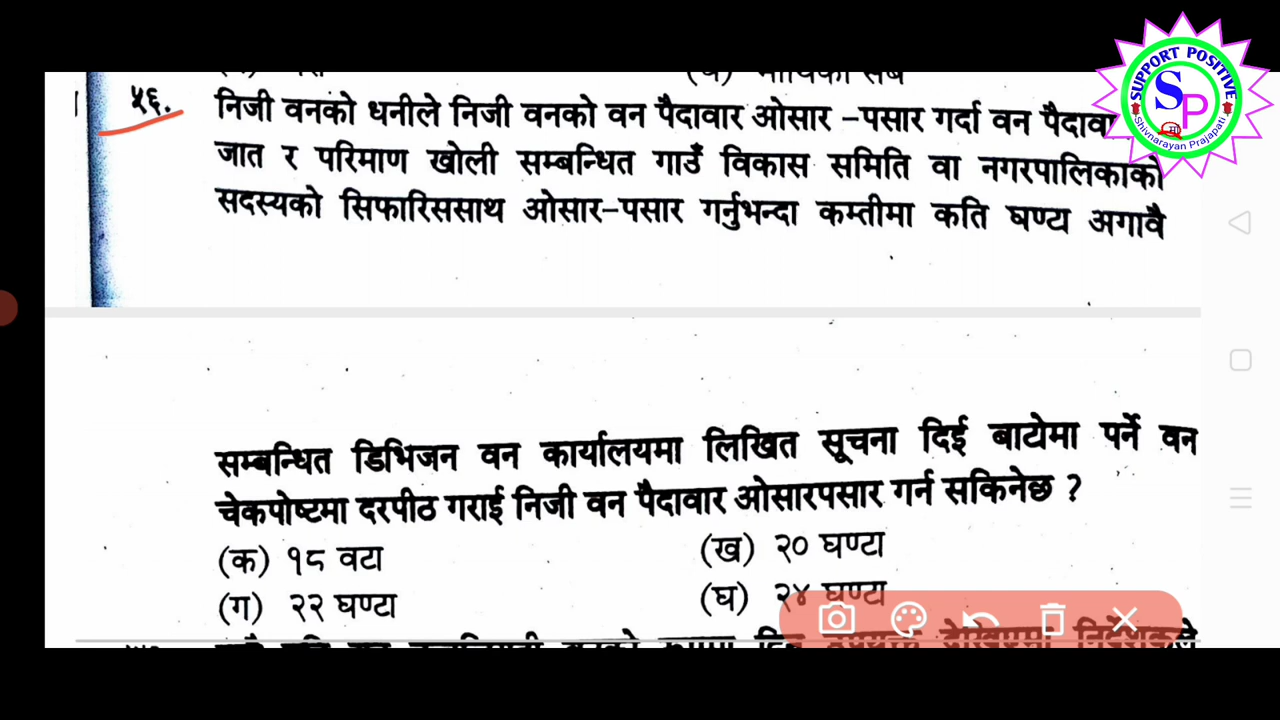 SUPPORT POSITIVE
SP
Shivnarayan Prajapati
५६. निजी वनको धनीले निजी वनको वन पैदावार ओसार –पसार गर्दा वन
जात र परिमाण खोली सम्बन्धित गाउँ विकास समिति वा नगरपालिकाको
सदस्यको सिफारिससाथ ओसार-पसार गर्नुभन्दा कम्तीमा कति घण्टा अगावै
सम्बन्धित डिभिजन वन कार्यालयमा लिखित सूचना दिई बाटोमा पर्ने वन
चेकपोष्टमा दरपीठ गराई निजी वन पैदावार ओसारपसार गर्न सकिनेछ ?
(क) १८ वटा (ख) २० घण्टा
(ग) २२ घण्टा (घ) २४ घण्टा